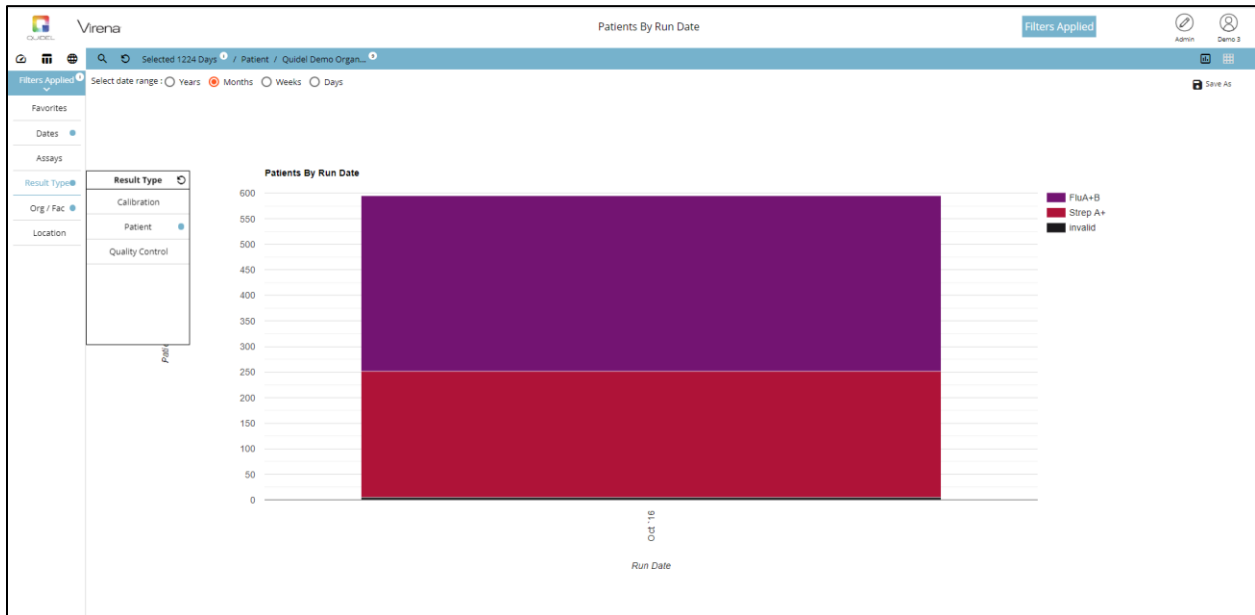 QUIDEL
Virena
Patients By Run Date
Filters Applied
Admin
Demo 3
Selected 1224 Days 1 / Patient / Quidel Demo Organ... 3
Filters Applied 3
Select date range : Years Months Weeks Days
Save As
Favorites
Dates
Assays
Result Type
Org / Fac
Location
Result Type
Calibration
Patient
Quality Control
Patients By Run Date
600
550
500
450
400
350
300
250
200
150
100
50
0
FluA+B
Strep A+
invalid
Oct '16
Run Date